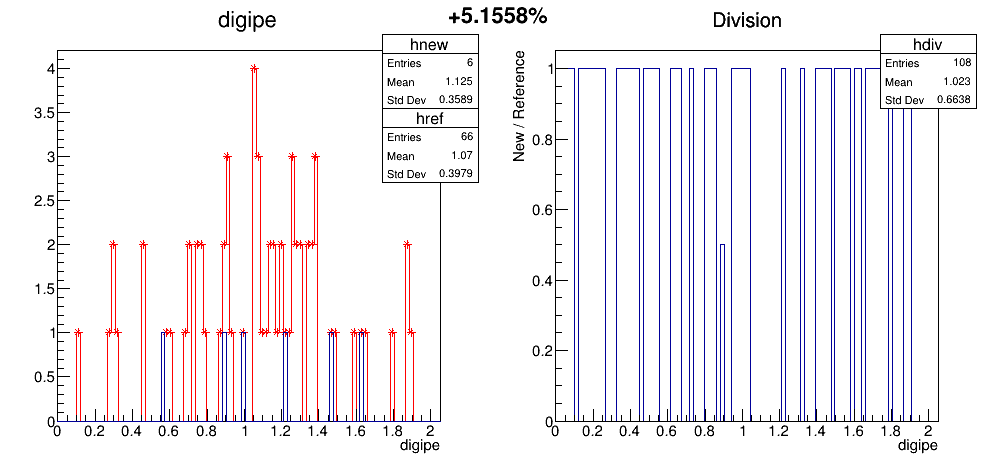 +5.1558%
digipe
hnew
Entries 6
Mean 1.125
Std Dev 0.3589
href
Entries 66
Mean 1.07
Std Dev 0.3979
4
3.5
3
2.5
2
1.5
1
0.5
0
0 0.2 0.4 0.6 0.8 1 1.2 1.4 1.6 1.8 2
digipe
Division
hdiv
Entries 108
Mean 1.023
Std Dev 0.6638
New / Reference
1
0.8
0.6
0.4
0.2
0
0 0.2 0.4 0.6 0.8 1 1.2 1.4 1.6 1.8 2
digipe